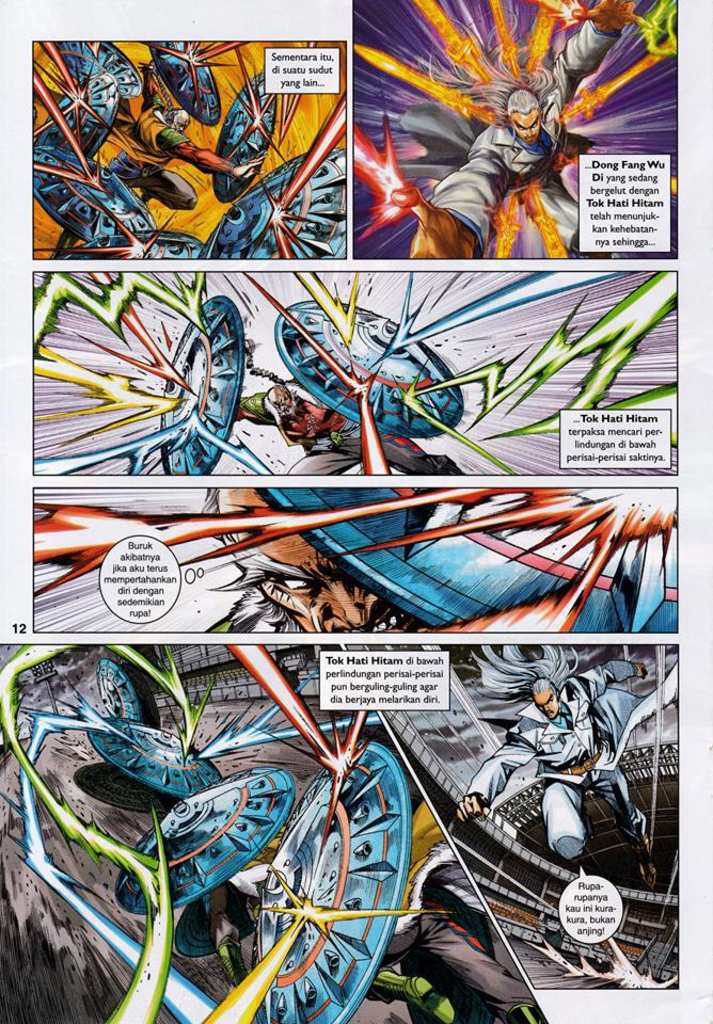 Sementara itu,
di suatu sudut
yang lain...
...Dong Fang Wu
Di yang sedang
bergelut dengan
Tok Hati Hitam
telah menunjuk-
kan kehebatan-
nya sehingga...
...Tok Hati Hitam
terpaksa mencari per-
lindungan di bawah
perisai-perisai saktinya.
Buruk
akibatnya
jika aku terus
mempertahankan
diri dengan
sedemikian
rupa!
12
Tok Hati Hitam di bawah
perlindungan perisai-perisai
pun berguling-guling agar
dia berjaya melarikan diri.
Rupa-
rupanya
kau ini kura-
kura, bukan
anjing!